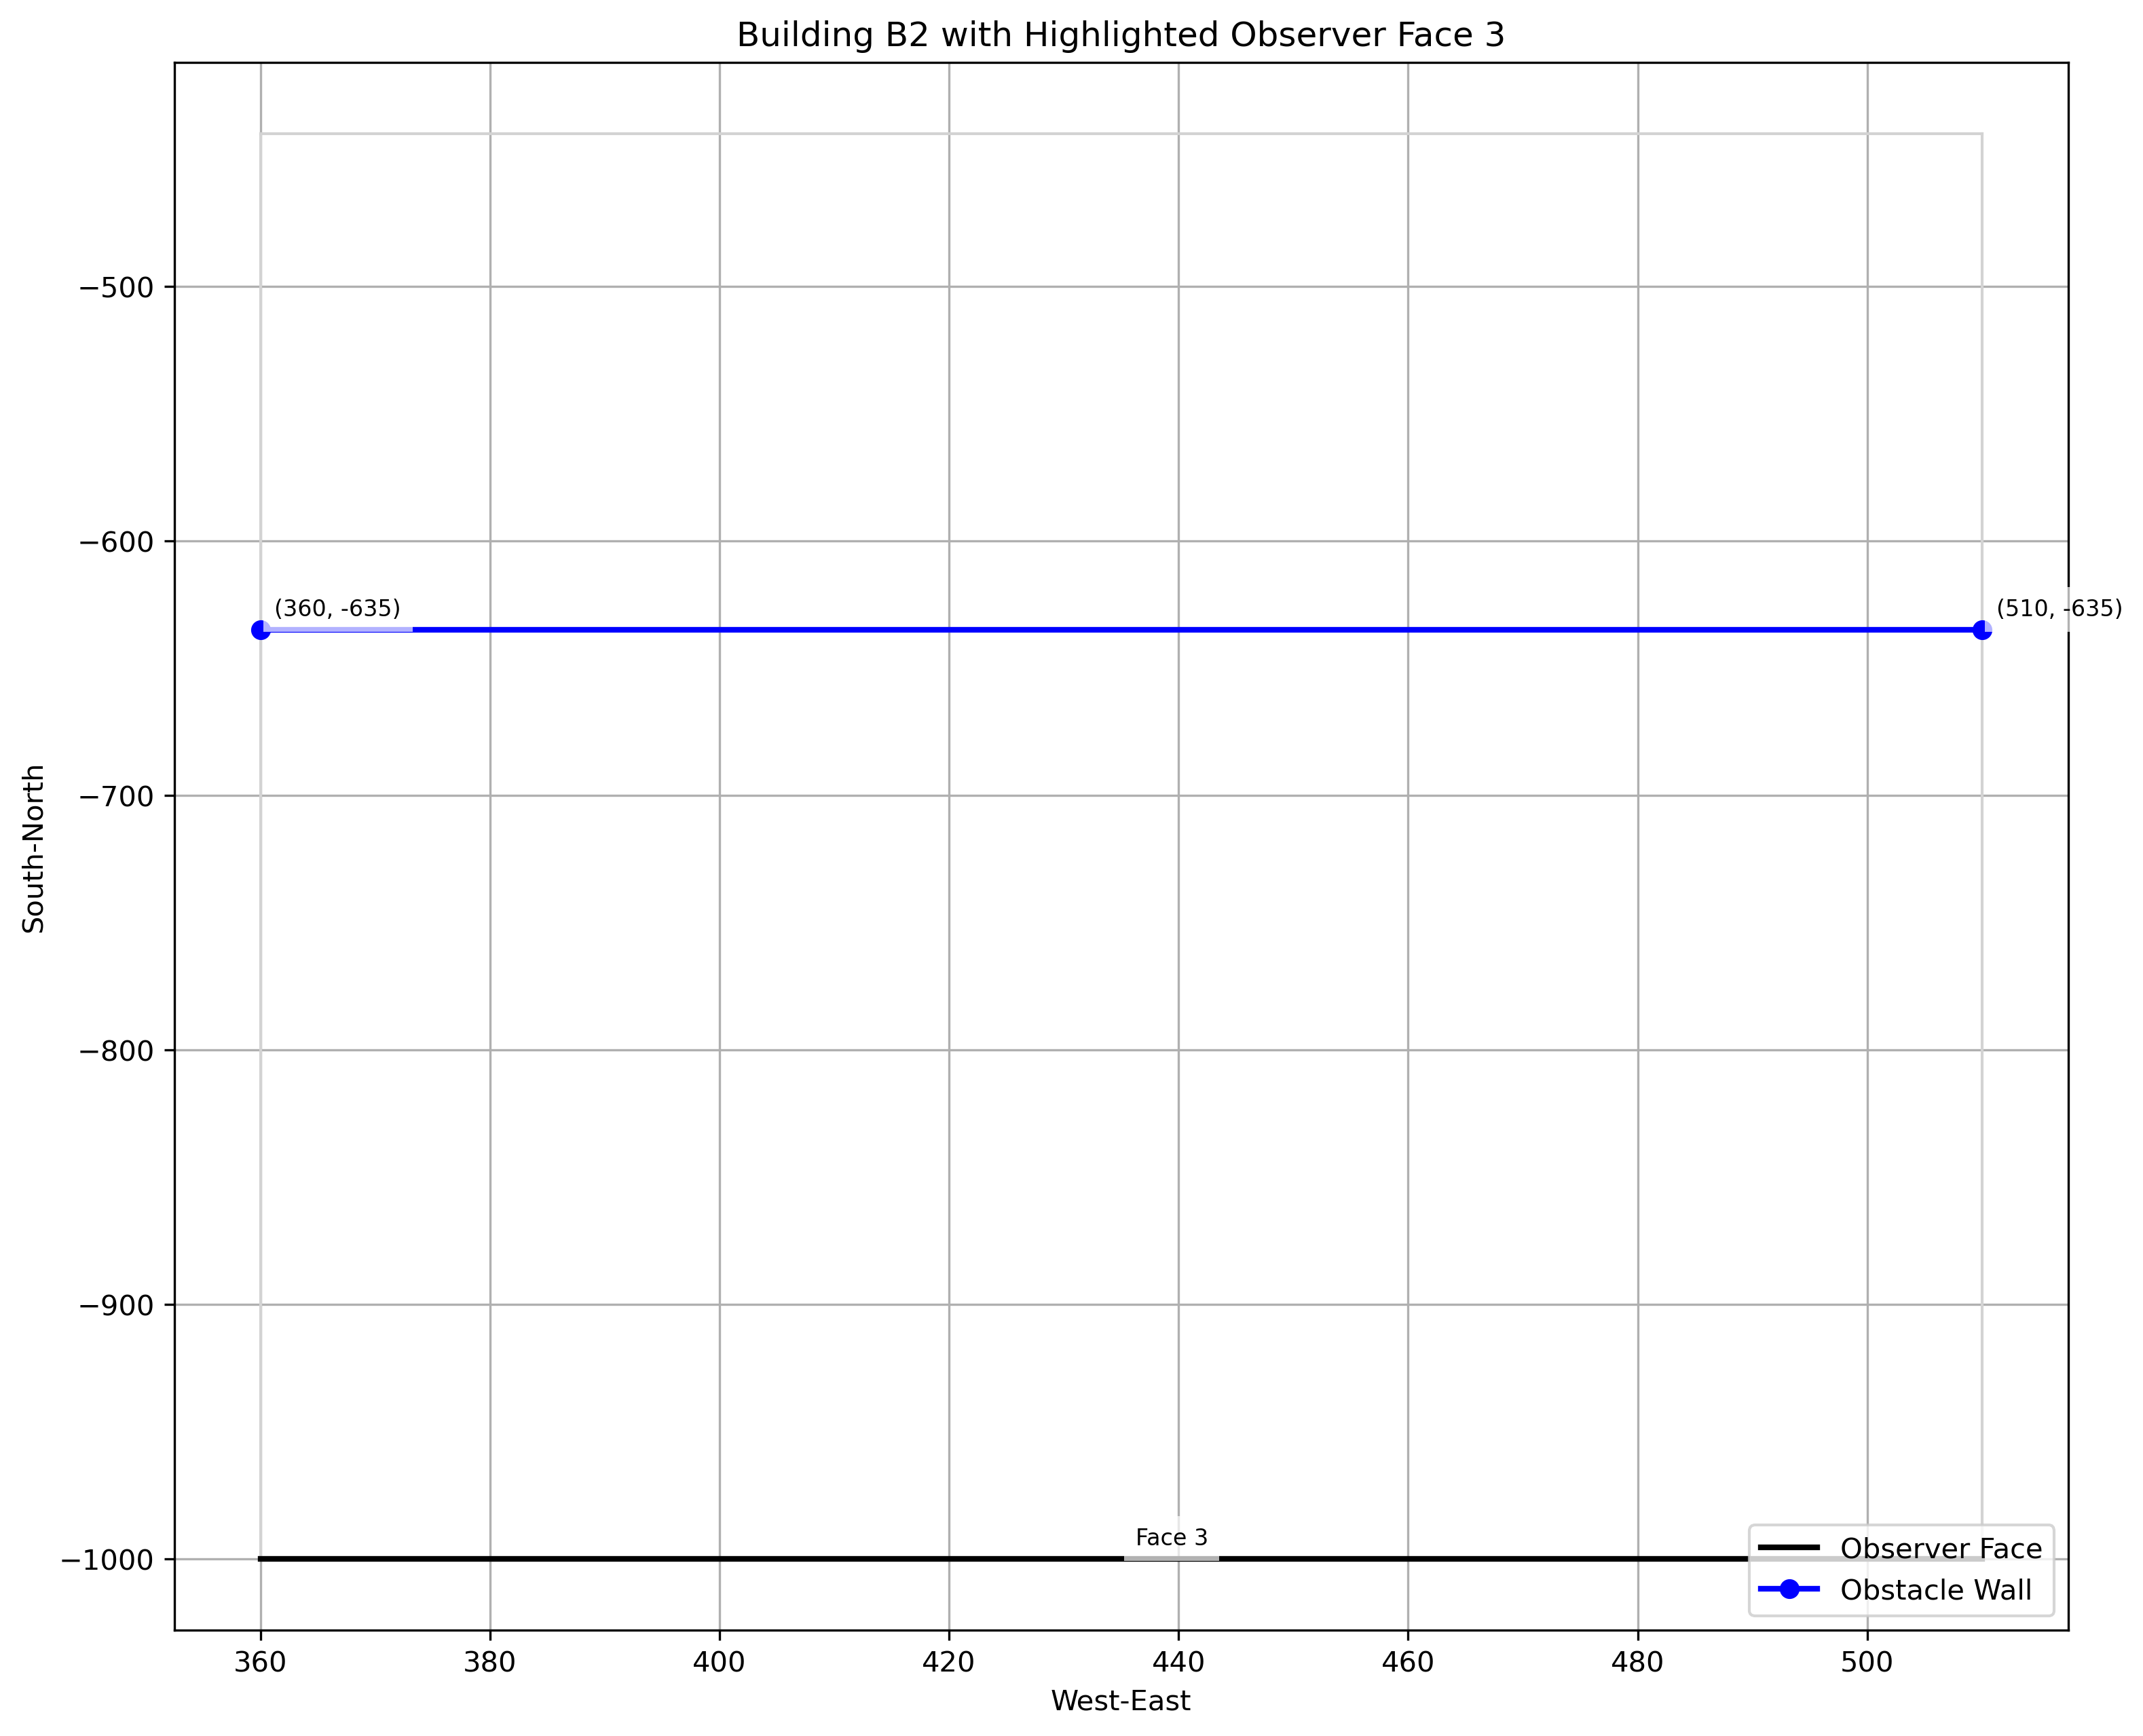 Building B2 with Highlighted Observer Face 3
−500
−600
−700
−800
−900
−1000
South-North
(360, -635)
(510, -635)
Face 3
Observer Face
Obstacle Wall
360
380
400
420
440
460
480
500
West-East